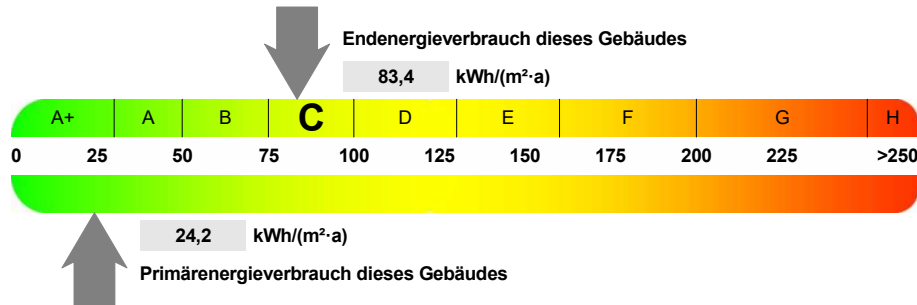 Endenergieverbrauch dieses Gebäudes
83,4 kWh/(m²·a)
A+ A B C D E F G H
0 25 50 75 100 125 150 175 200 225 >250
24,2 kWh/(m²·a)
Primärenergieverbrauch dieses Gebäudes